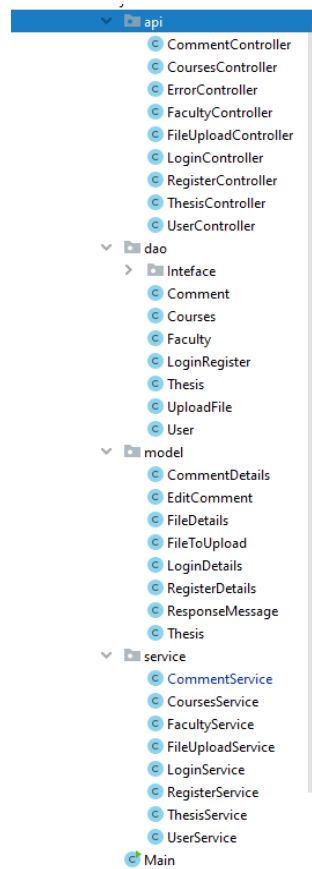 api
CommentController
CoursesController
ErrorController
FacultyController
FileUploadController
LoginController
RegisterController
ThesisController
UserController
dao
Inteface
Comment
Courses
Faculty
LoginRegister
Thesis
UploadFile
User
model
CommentDetails
EditComment
FileDetails
FileToUpload
LoginDetails
RegisterDetails
ResponseMessage
Thesis
service
CommentService
CoursesService
FacultyService
FileUploadService
LoginService
RegisterService
ThesisService
UserService
Main